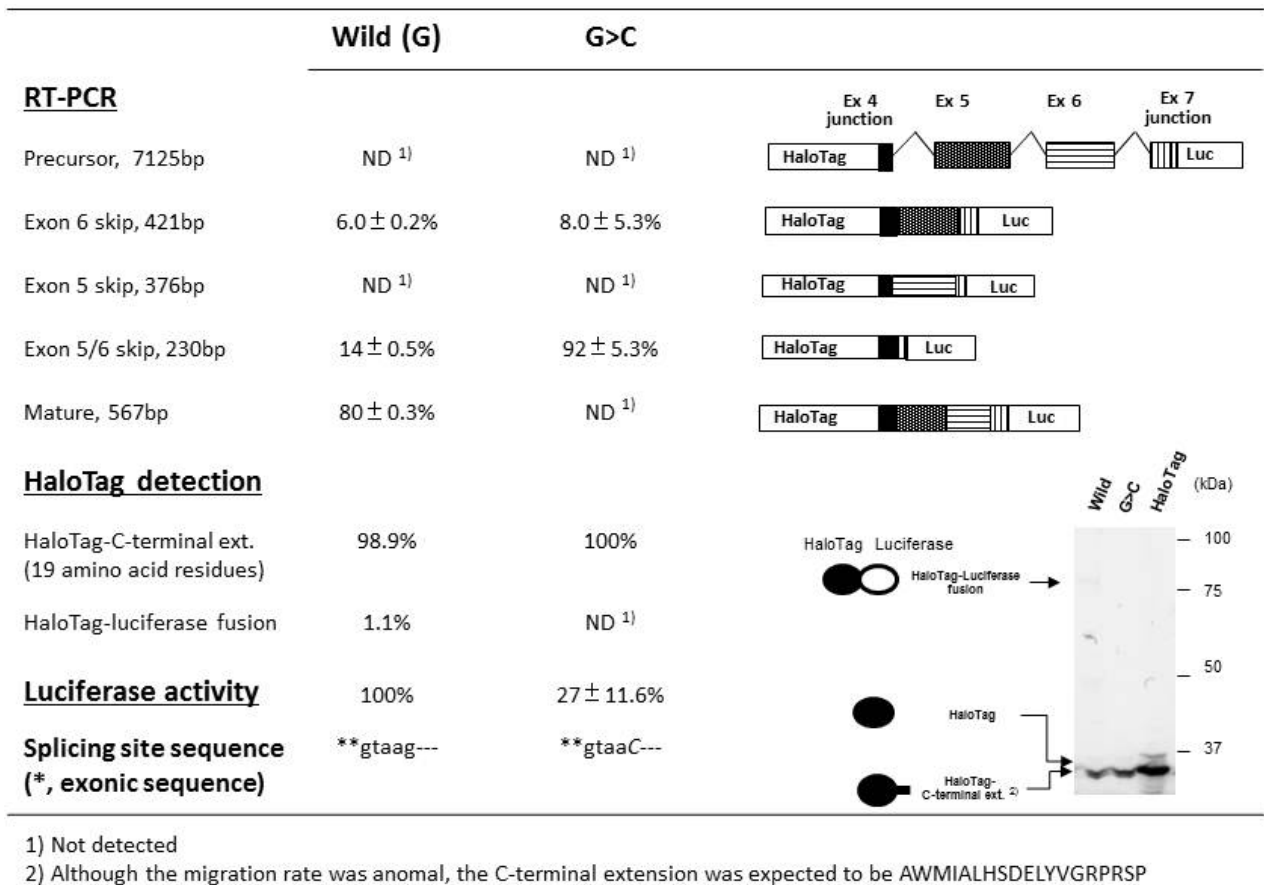 Wild (G) G>C
RT-PCR
Ex 4 junction Ex 5 Ex 6 Ex 7 junction
Precursor, 7125bp ND 1) ND 1) HaloTag Luc
Exon 6 skip, 421bp 6.0 ± 0.2% 8.0 ± 5.3% HaloTag Luc
Exon 5 skip, 376bp ND 1) ND 1) HaloTag Luc
Exon 5/6 skip, 230bp 14 ± 0.5% 92 ± 5.3% HaloTag Luc
Mature, 567bp 80 ± 0.3% ND 1) HaloTag Luc
HaloTag detection
Wild G>C HaloTag (kDa)
HaloTag-C-terminal ext. 98.9% 100% HaloTag Luciferase 100
(19 amino acid residues)
HaloTag-Luciferase fusion 75
HaloTag-luciferase fusion 1.1% ND 1)
50
Luciferase activity 100% 27 ± 11.6%
HaloTag
Splicing site sequence **gtaag--- **gtaaC--- 37
(*, exonic sequence)
HaloTag-
C-terminal ext. 2)
1) Not detected
2) Although the migration rate was anomal, the C-terminal extension was expected to be AWMIALHSDELYVGRPRSP